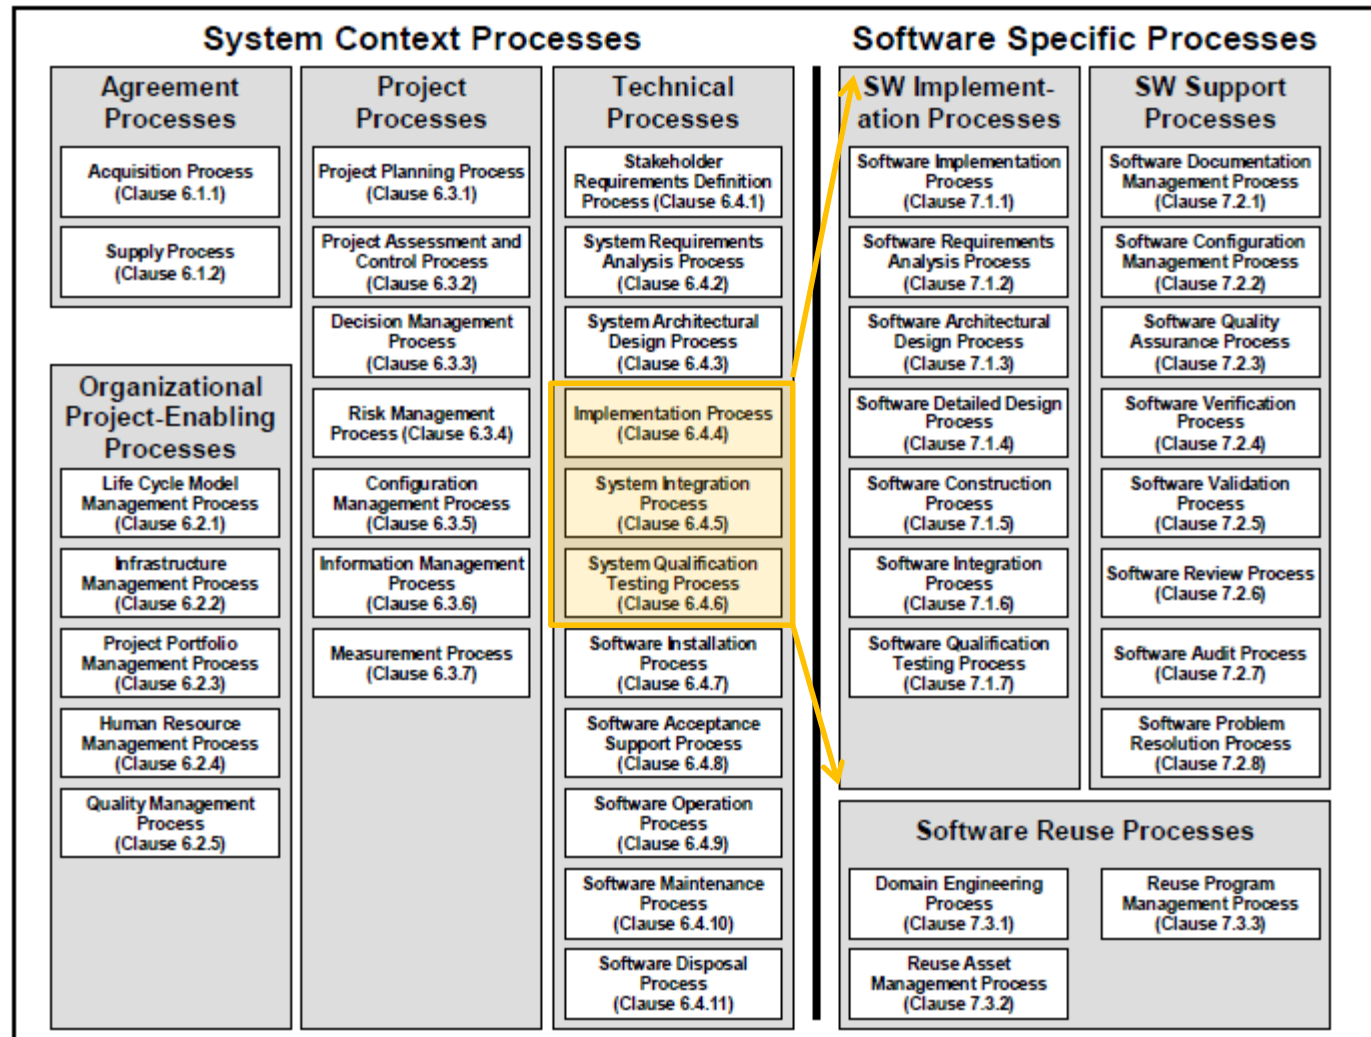 System Context Processes
Software Specific Processes
Agreement
Processes
Acquisition Process
(Clause 6.1.1)
Supply Process
(Clause 6.1.2)
Organizational
Project-Enabling
Processes
Life Cycle Model
Management Process
(Clause 6.2.1)
Infrastructure
Management Process
(Clause 6.2.2)
Project Portfolio
Management Process
(Clause 6.2.3)
Human Resource
Management Process
(Clause 6.2.4)
Quality Management
Process
(Clause 6.2.5)
Project
Processes
Project Planning Process
(Clause 6.3.1)
Project Assessment and
Control Process
(Clause 6.3.2)
Decision Management
Process
(Clause 6.3.3)
Risk Management
Process (Clause 6.3.4)
Configuration
Management Process
(Clause 6.3.5)
Information Management
Process
(Clause 6.3.6)
Measurement Process
(Clause 6.3.7)
Technical
Processes
Stakeholder
Requirements Definition
Process (Clause 6.4.1)
System Requirements
Analysis Process
(Clause 6.4.2)
System Architectural
Design Process
(Clause 6.4.3)
Implementation Process
(Clause 6.4.4)
System Integration
Process
(Clause 6.4.5)
System Qualification
Testing Process
(Clause 6.4.6)
Software Installation
Process
(Clause 6.4.7)
Software Acceptance
Support Process
(Clause 6.4.8)
Software Operation
Process
(Clause 6.4.9)
Software Maintenance
Process
(Clause 6.4.10)
Software Disposal
Process
(Clause 6.4.11)
SW Implement-
ation Processes
Software Implementation
Process
(Clause 7.1.1)
Software Requirements
Analysis Process
(Clause 7.1.2)
Software Architectural
Design Process
(Clause 7.1.3)
Software Detailed Design
Process
(Clause 7.1.4)
Software Construction
Process
(Clause 7.1.5)
Software Integration
Process
(Clause 7.1.6)
Software Qualification
Testing Process
(Clause 7.1.7)
SW Support
Processes
Software Documentation
Management Process
(Clause 7.2.1)
Software Configuration
Management Process
(Clause 7.2.2)
Software Quality
Assurance Process
(Clause 7.2.3)
Software Verification
Process
(Clause 7.2.4)
Software Validation
Process
(Clause 7.2.5)
Software Review Process
(Clause 7.2.6)
Software Audit Process
(Clause 7.2.7)
Software Problem
Resolution Process
(Clause 7.2.8)
Software Reuse Processes
Domain Engineering
Process
(Clause 7.3.1)
Reuse Asset
Management Process
(Clause 7.3.2)
Reuse Program
Management Process
(Clause 7.3.3)